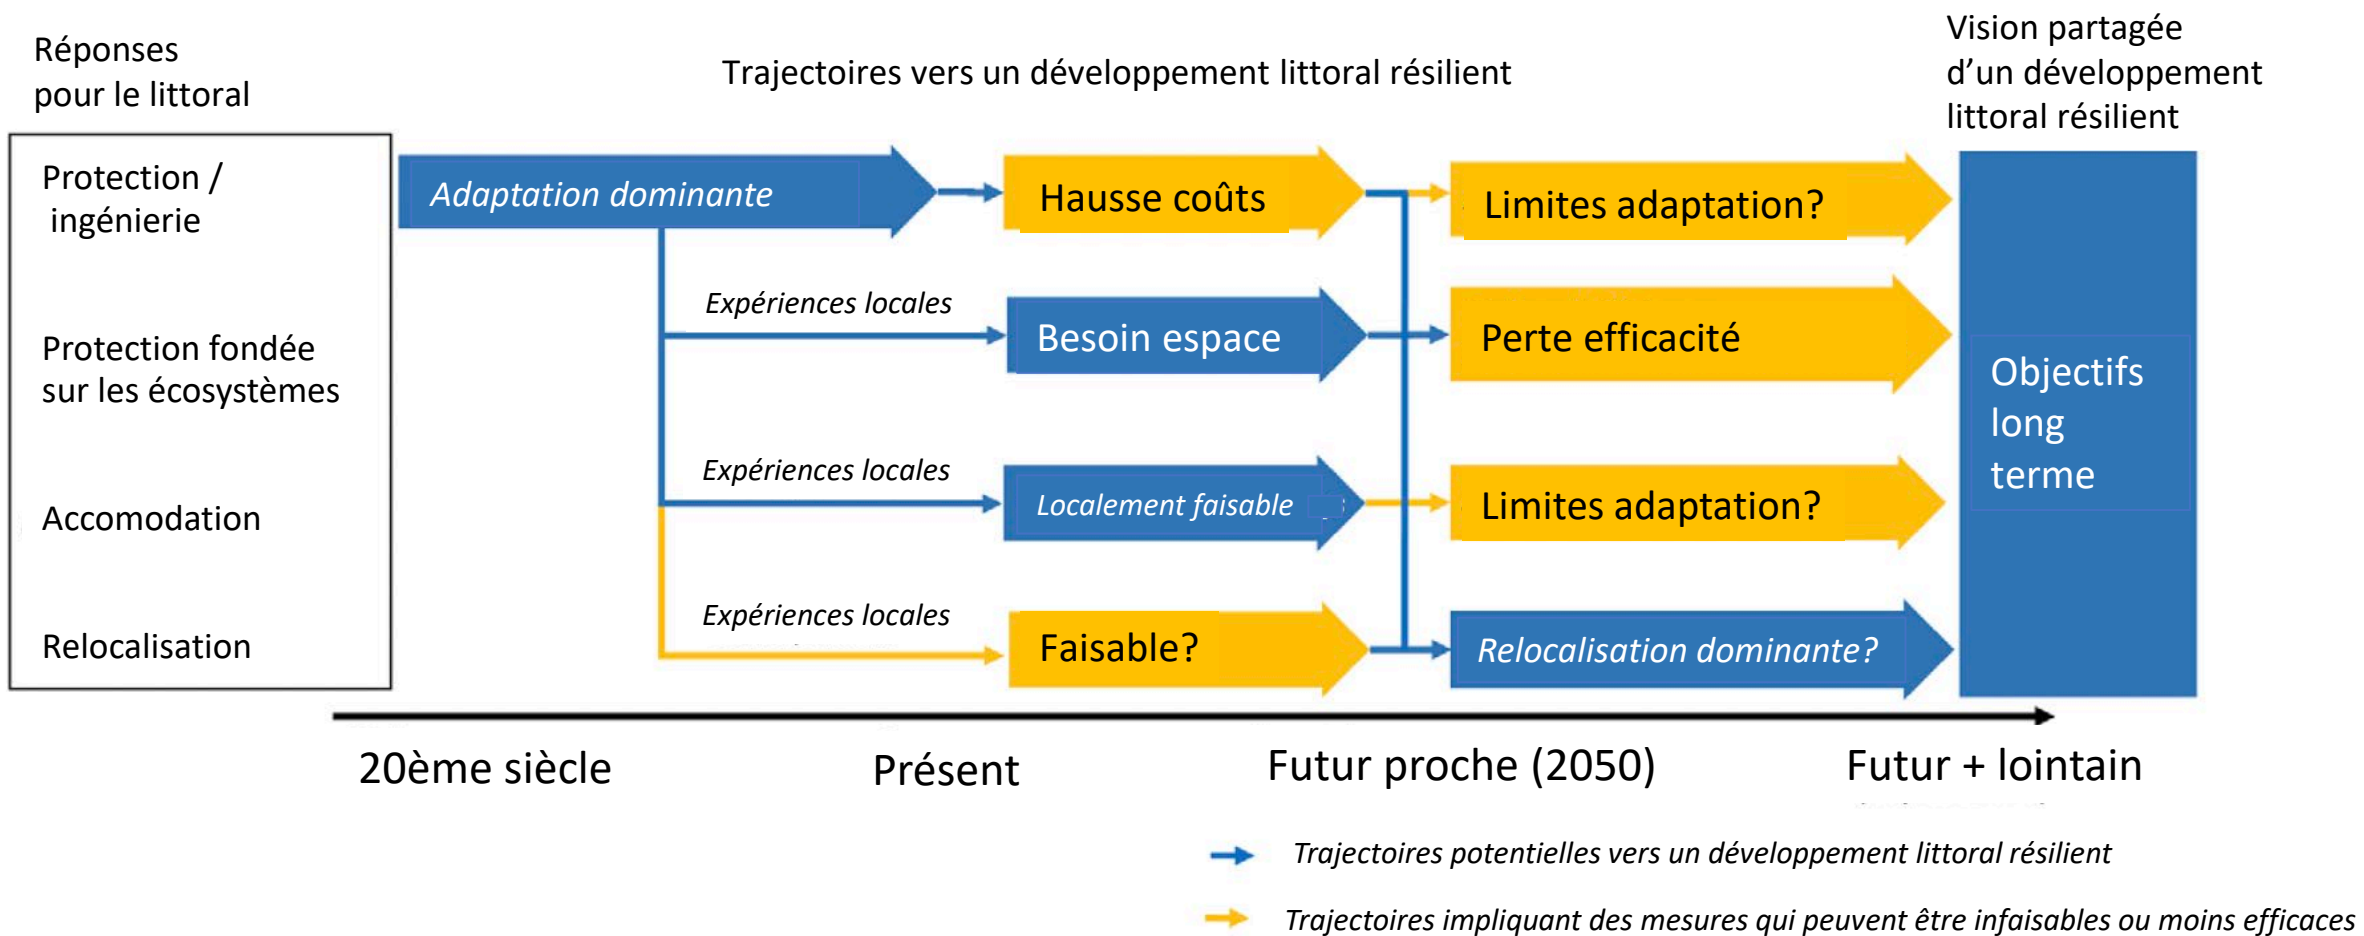 Réponses
pour le littoral
Trajectoires vers un développement littoral résilient
Vision partagée
d’un développement
littoral résilient
Protection /
ingénierie
Adaptation dominante
Hausse coûts
Limites adaptation?
Protection fondée
sur les écosystèmes
Expériences locales
Besoin espace
Perte efficacité
Objectifs
long
terme
Accomodation
Expériences locales
Localement faisable
Limites adaptation?
Relocalisation
Expériences locales
Faisable?
Relocalisation dominante?
20ème siècle
Présent
Futur proche (2050)
Futur + lointain
Trajectoires potentielles vers un développement littoral résilient
Trajectoires impliquant des mesures qui peuvent être infaisables ou moins efficaces